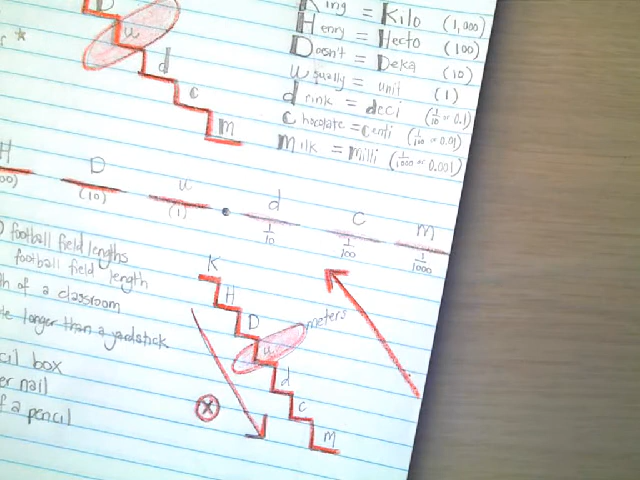 D
u
d
c
m
King = Kilo (1,000)
Henry = Hecto (100)
Doesn't = Deka (10)
usually = unit (1)
drink = deci (1/10 or 0.1)
Chocolate = Centi (1/100 or 0.01)
Milk = Milli (1/1000 or 0.001)
H D u . d c m
(10) (1) 1/10 1/100 1/1000
football field lengths
football field length
of a classroom
longer than a yardstick
box
nail
of a pencil
K
H
D
u meters
d
c
m
X